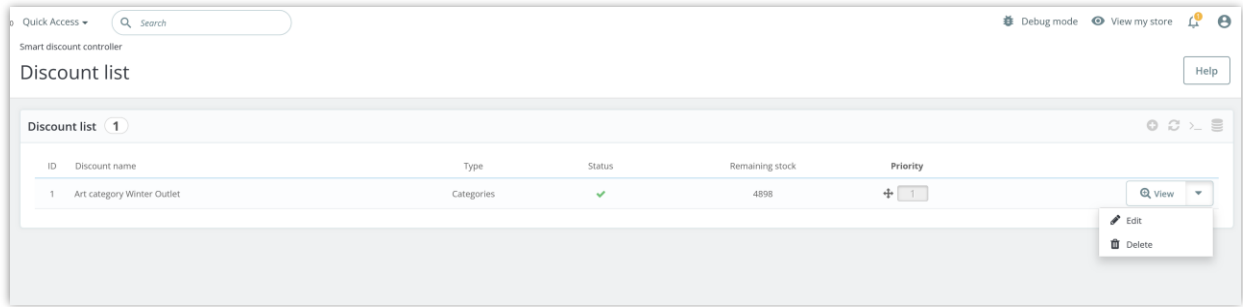 Quick Access
Search
Debug mode
View my store
1
Smart discount controller
Discount list
Help
Discount list 1
ID Discount name Type Status Remaining stock Priority
1 Art category Winter Outlet Categories 4898 1 View
Edit
Delete